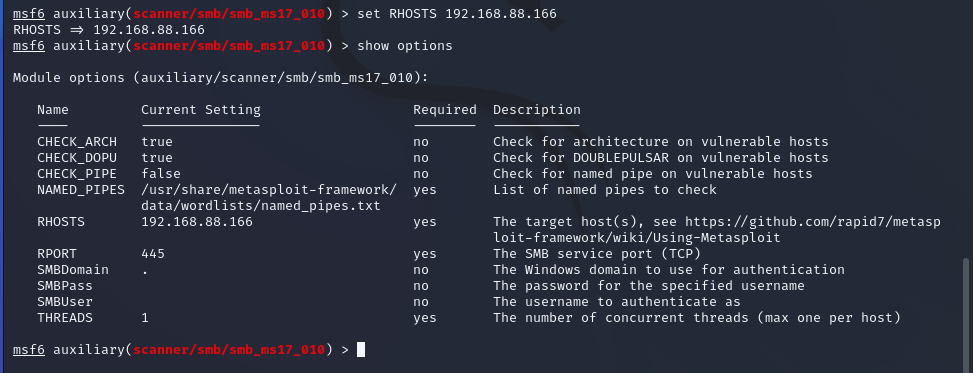 msf6 auxiliary(scanner/smb/smb_ms17_010) > set RHOSTS 192.168.88.166
RHOSTS => 192.168.88.166
msf6 auxiliary(scanner/smb/smb_ms17_010) > show options
Module options (auxiliary/scanner/smb/smb_ms17_010):
Name Current Setting Required Description
CHECK_ARCH true no Check for architecture on vulnerable hosts
CHECK_DOPU true no Check for DOUBLEPULSAR on vulnerable hosts
CHECK_PIPE false no Check for named pipe on vulnerable hosts
NAMED_PIPES /usr/share/metasploit-framework/ yes List of named pipes to check
data/wordlists/named_pipes.txt
RHOSTS 192.168.88.166 yes The target host(s), see https://github.com/rapid7/metasp
loit-framework/wiki/Using-Metasploit
RPORT 445 yes The SMB service port (TCP)
SMBDomain . no The Windows domain to use for authentication
SMBPass no The password for the specified username
SMBUser no The username to authenticate as
THREADS 1 yes The number of concurrent threads (max one per host)
msf6 auxiliary(scanner/smb/smb_ms17_010) >